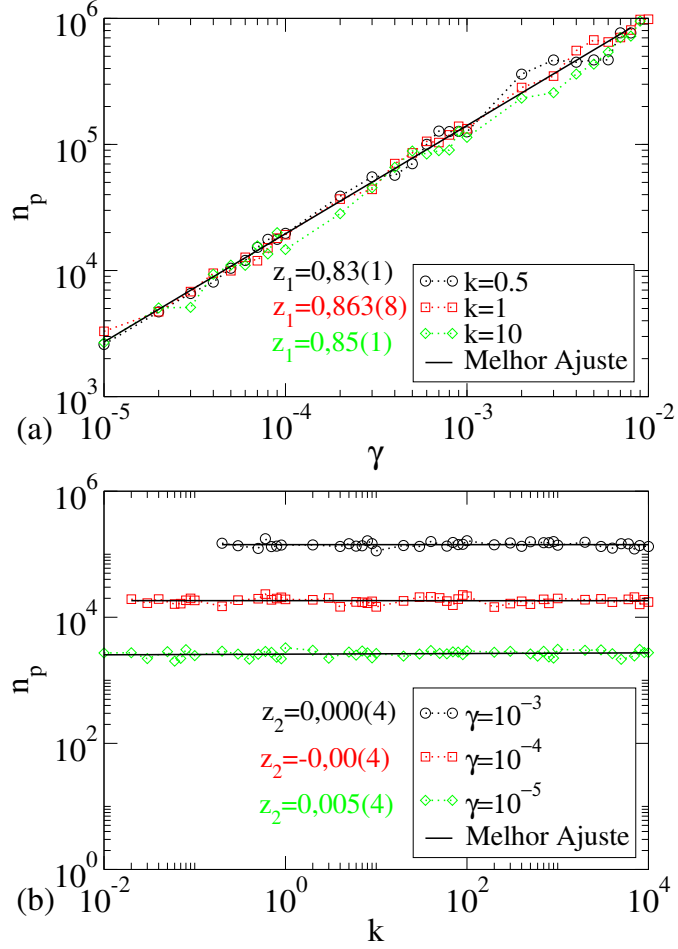 10^6
10^5
10^4
10^3
n_p
z_1=0,83(1)
z_1=0,863(8)
z_1=0,85(1)
k=0.5
k=1
k=10
Melhor Ajuste
10^-5
10^-4
10^-3
10^-2
(a)
γ
10^6
10^4
10^2
10^0
n_p
z_2=0,000(4)
z_2=-0,00(4)
z_2=0,005(4)
γ=10^-3
γ=10^-4
γ=10^-5
Melhor Ajuste
10^-2
10^0
10^2
10^4
(b)
k